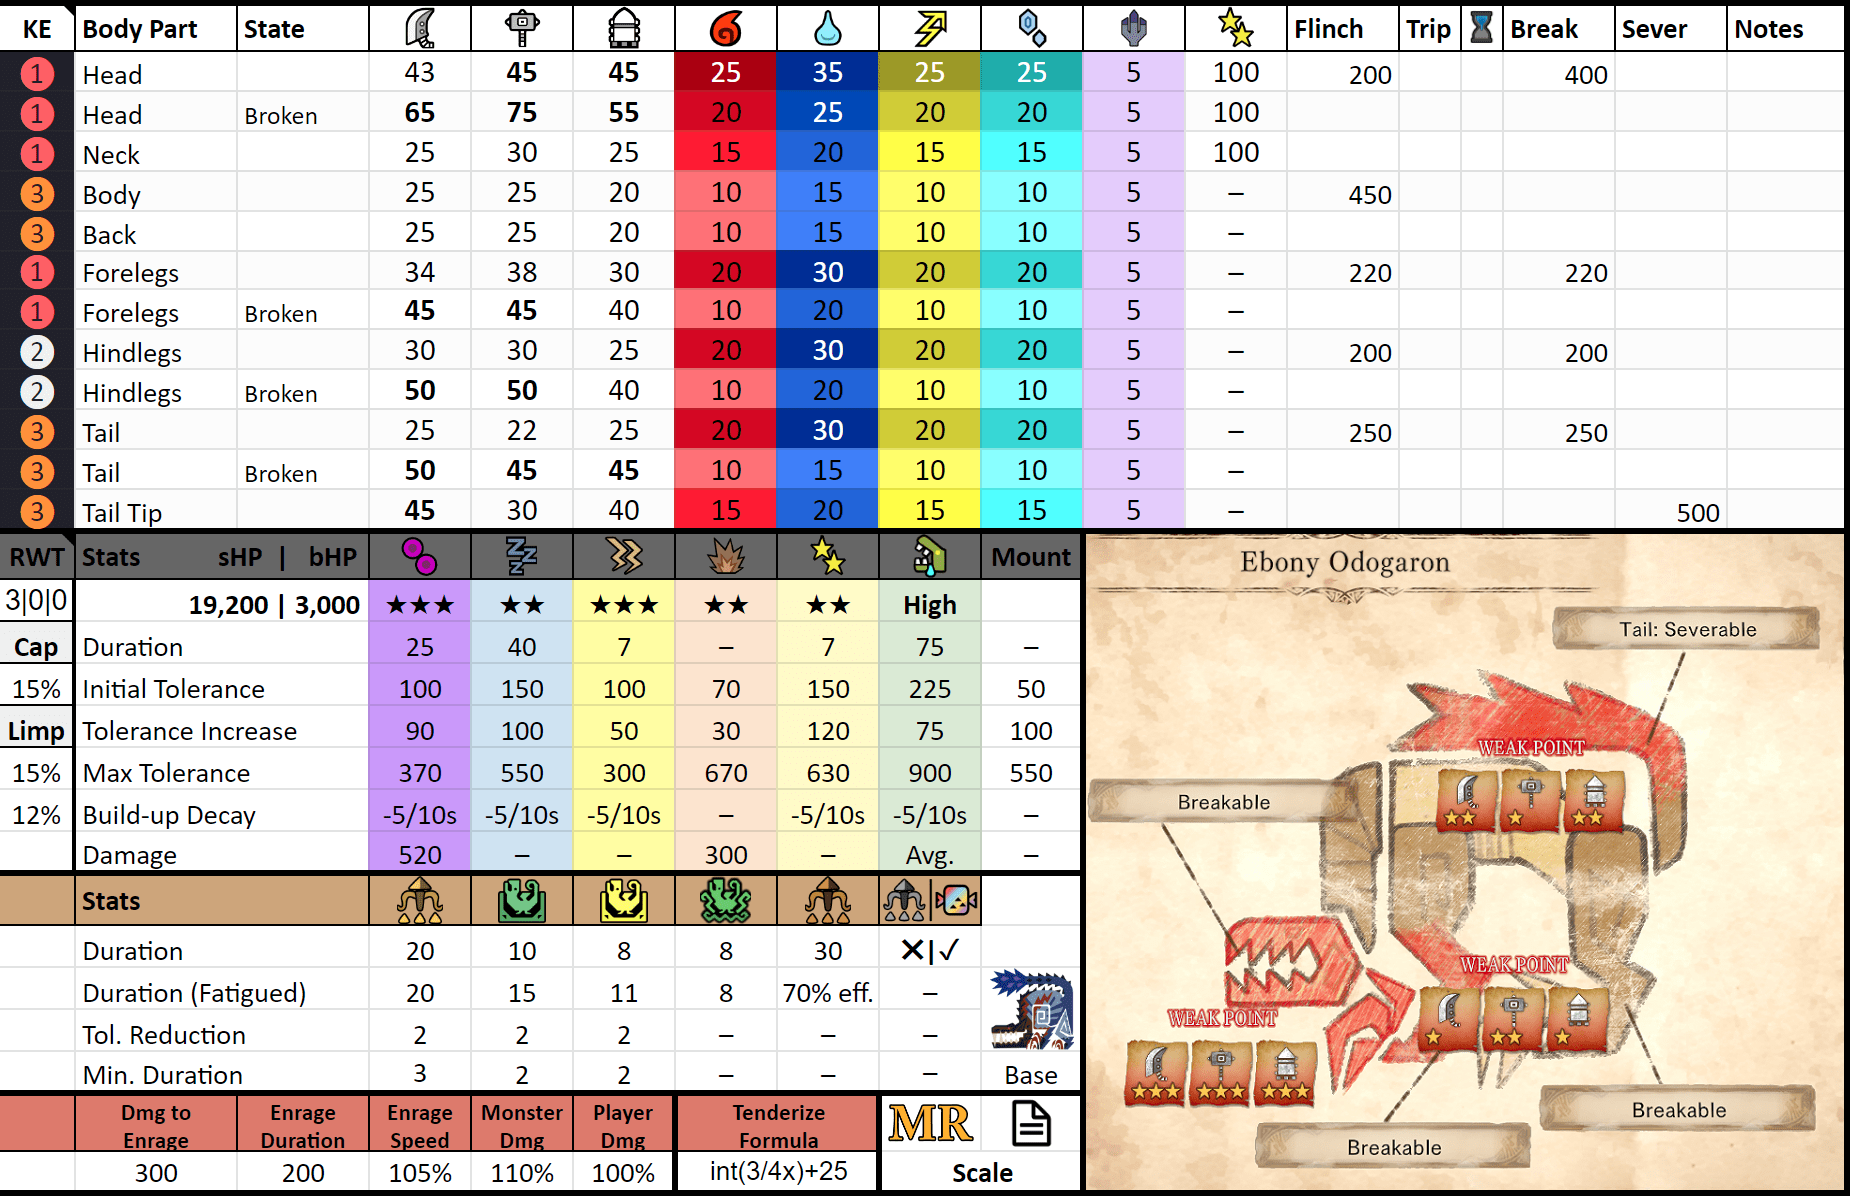 KE Body Part State Flinch Trip Break Sever Notes
1 Head 43 45 45 25 35 25 25 5 100 200 400
1 Head Broken 65 75 55 20 25 20 20 5 100
1 Neck 25 30 25 15 20 15 15 5 100
3 Body 25 25 20 10 15 10 10 5 – 450
3 Back 25 25 20 10 15 10 10 5 –
1 Forelegs 34 38 30 20 30 20 20 5 – 220 220
1 Forelegs Broken 45 45 40 10 20 10 10 5 –
2 Hindlegs 30 30 25 20 30 20 20 5 – 200 200
2 Hindlegs Broken 50 50 40 10 20 10 10 5 –
3 Tail 25 22 25 20 30 20 20 5 – 250 250
3 Tail Broken 50 45 45 10 15 10 10 5 –
3 Tail Tip 45 30 40 15 20 15 15 5 – 500
RWT Stats sHP | bHP Mount
3|0|0 19,200 | 3,000 ★★★ ★★ ★★★ ★★ ★★ High
Cap Duration 25 40 7 – 7 75 –
15% Initial Tolerance 100 150 100 70 150 225 50
Limp Tolerance Increase 90 100 50 30 120 75 100
15% Max Tolerance 370 550 300 670 630 900 550
12% Build-up Decay -5/10s -5/10s -5/10s – -5/10s -5/10s –
Damage 520 – – 300 – Avg. –
Stats
Duration 20 10 8 8 30 ✕|✓
Duration (Fatigued) 20 15 11 8 70% eff. –
Tol. Reduction 2 2 2 – – –
Min. Duration 3 2 2 – – – Base
Dmg to Enrage Enrage Duration Enrage Speed Monster Dmg Player Dmg Tenderize Formula MR
300 200 105% 110% 100% int(3/4x)+25 Scale
Ebony Odogaron
Tail: Severable
WEAK POINT
Breakable
WEAK POINT
WEAK POINT
Breakable
Breakable